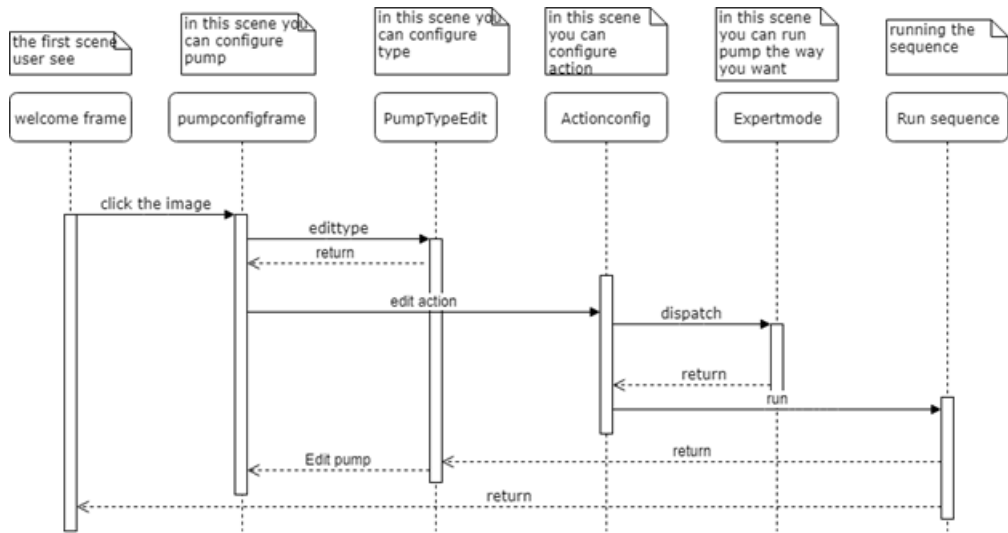 the first scene
user see
in this scene you
can configure
pump
in this scene you
can configure
type
in this scene
you can
configure
action
in this scene
you can run
pump the way
you want
running the
sequence
welcome frame
pumpconfigframe
PumpTypeEdit
Actionconfig
Expertmode
Run sequence
click the image
edittype
return
edit action
dispatch
return
run
return
Edit pump
return